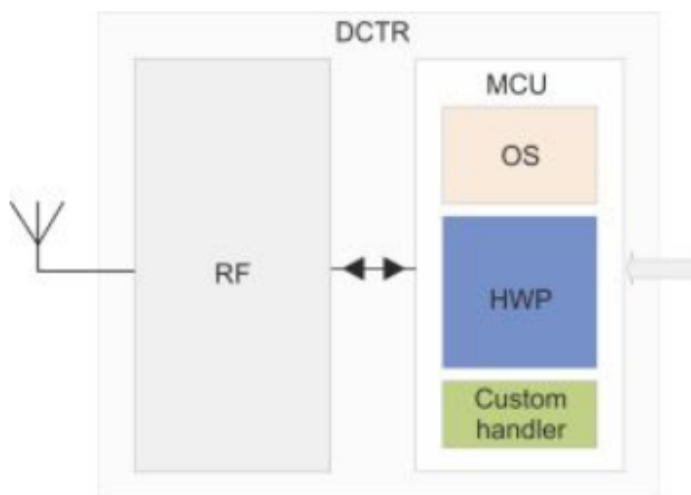 DCTR
MCU
OS
RF
HWP
Custom
handler